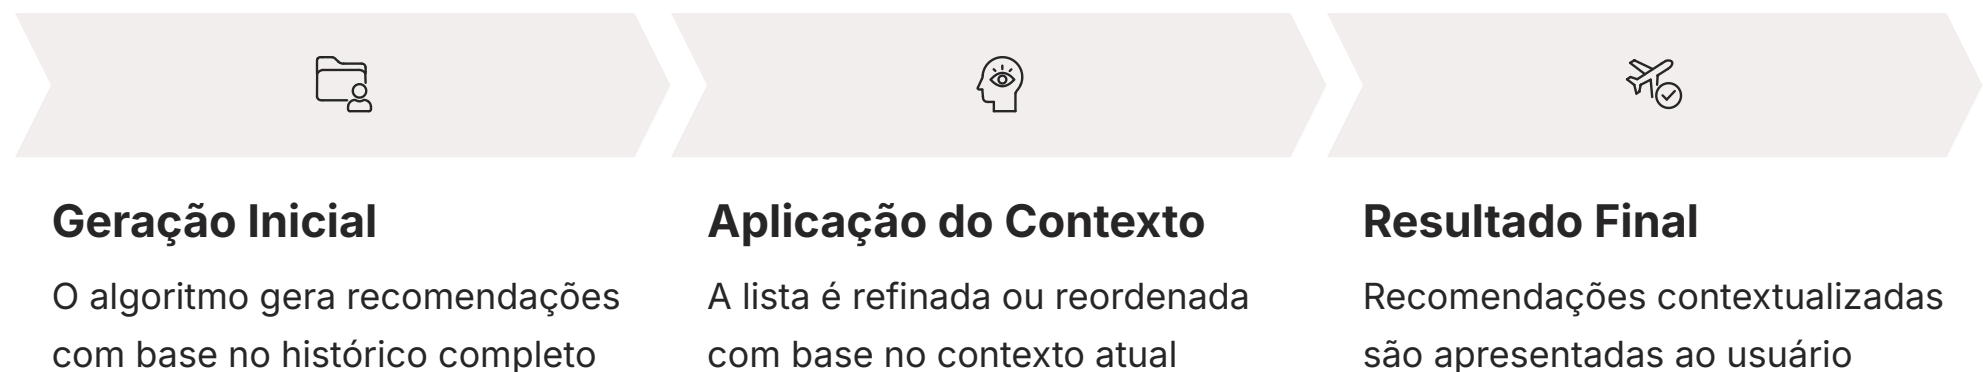 Geração Inicial
O algoritmo gera recomendações
com base no histórico completo
Aplicação do Contexto
A lista é refinada ou reordenada
com base no contexto atual
Resultado Final
Recomendações contextualizadas
são apresentadas ao usuário